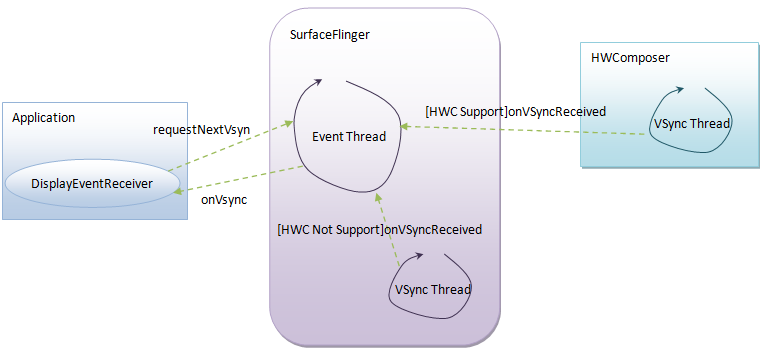 SurfaceFlinger
HWComposer
[HWC Support]onVSyncReceived
Application
requestNextVsyn
Event Thread
VSync Thread
DisplayEventReceiver
onVsync
[HWC Not Support]onVSyncReceived
VSync Thread